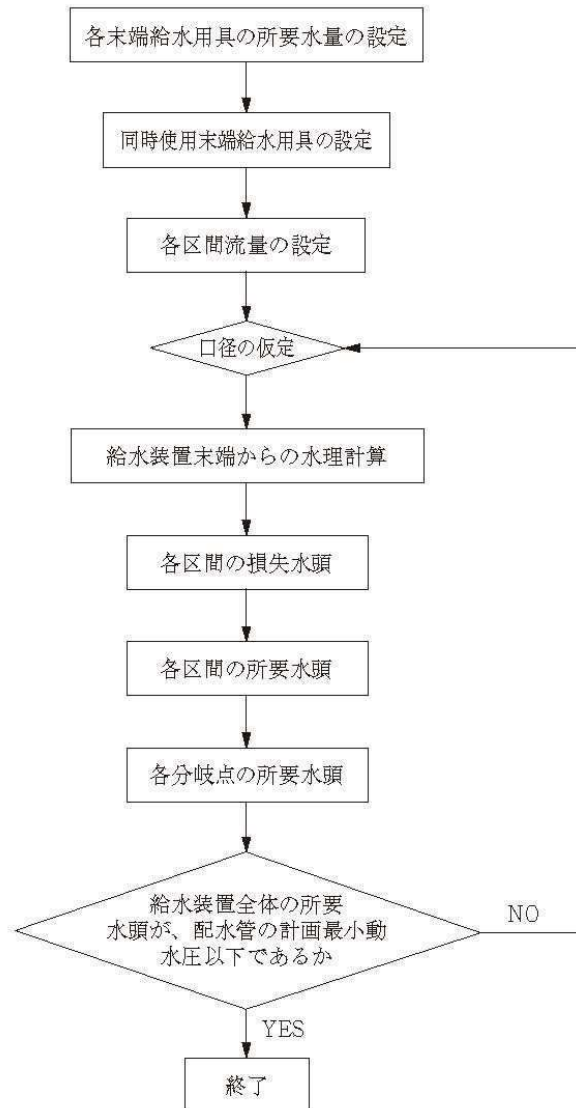 各末端給水用具の所要水量の設定
同時使用末端給水用具の設定
各区間流量の設定
口径の仮定
給水装置末端からの水理計算
各区間の損失水頭
各区間の所要水頭
各分岐点の所要水頭
給水装置全体の所要
水頭が、配水管の計画最小動
水圧以下であるか
NO
YES
終了